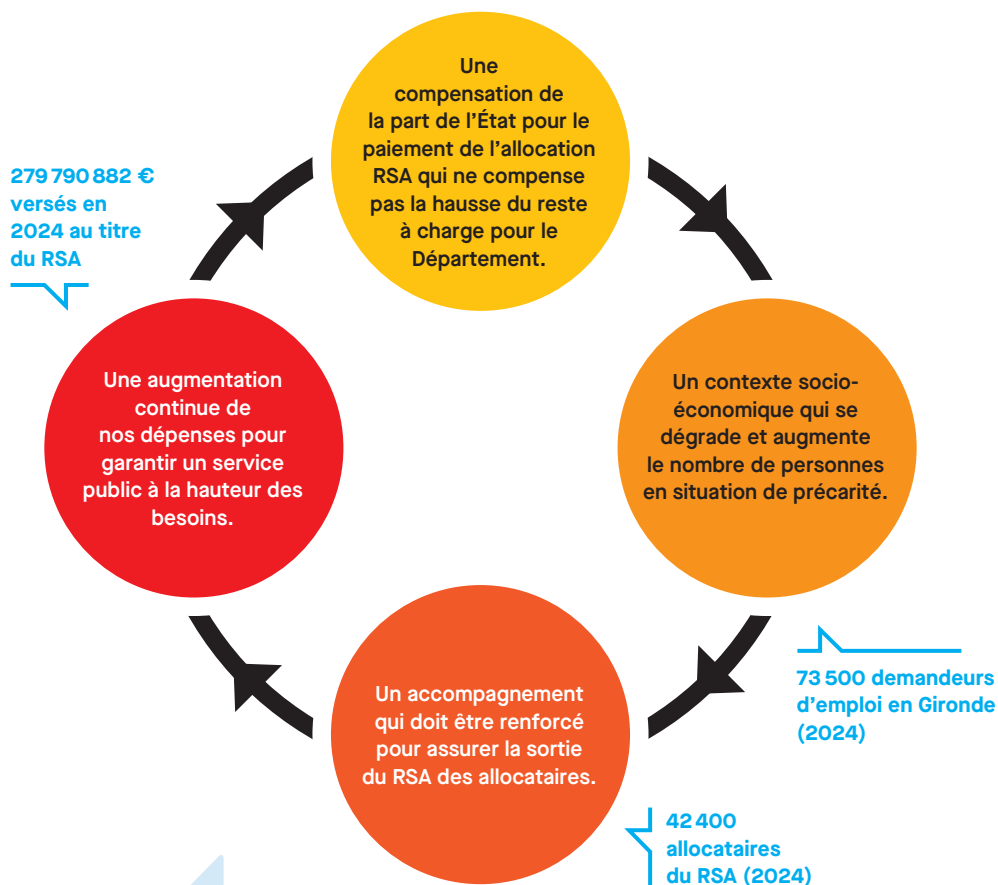 Une
compensation de
la part de l’État pour le
paiement de l’allocation
RSA qui ne compense
pas la hausse du reste
à charge pour le
Département.
279 790 882 €
versés en
2024 au titre
du RSA
Une augmentation
continue de
nos dépenses pour
garantir un service
public à la hauteur des
besoins.
Un contexte socio-
économique qui se
dégrade et augmente
le nombre de personnes
en situation de précarité.
73 500 demandeurs
d’emploi en Gironde
(2024)
Un accompagnement
qui doit être renforcé
pour assurer la sortie
du RSA des allocataires.
42 400
allocataires
du RSA (2024)